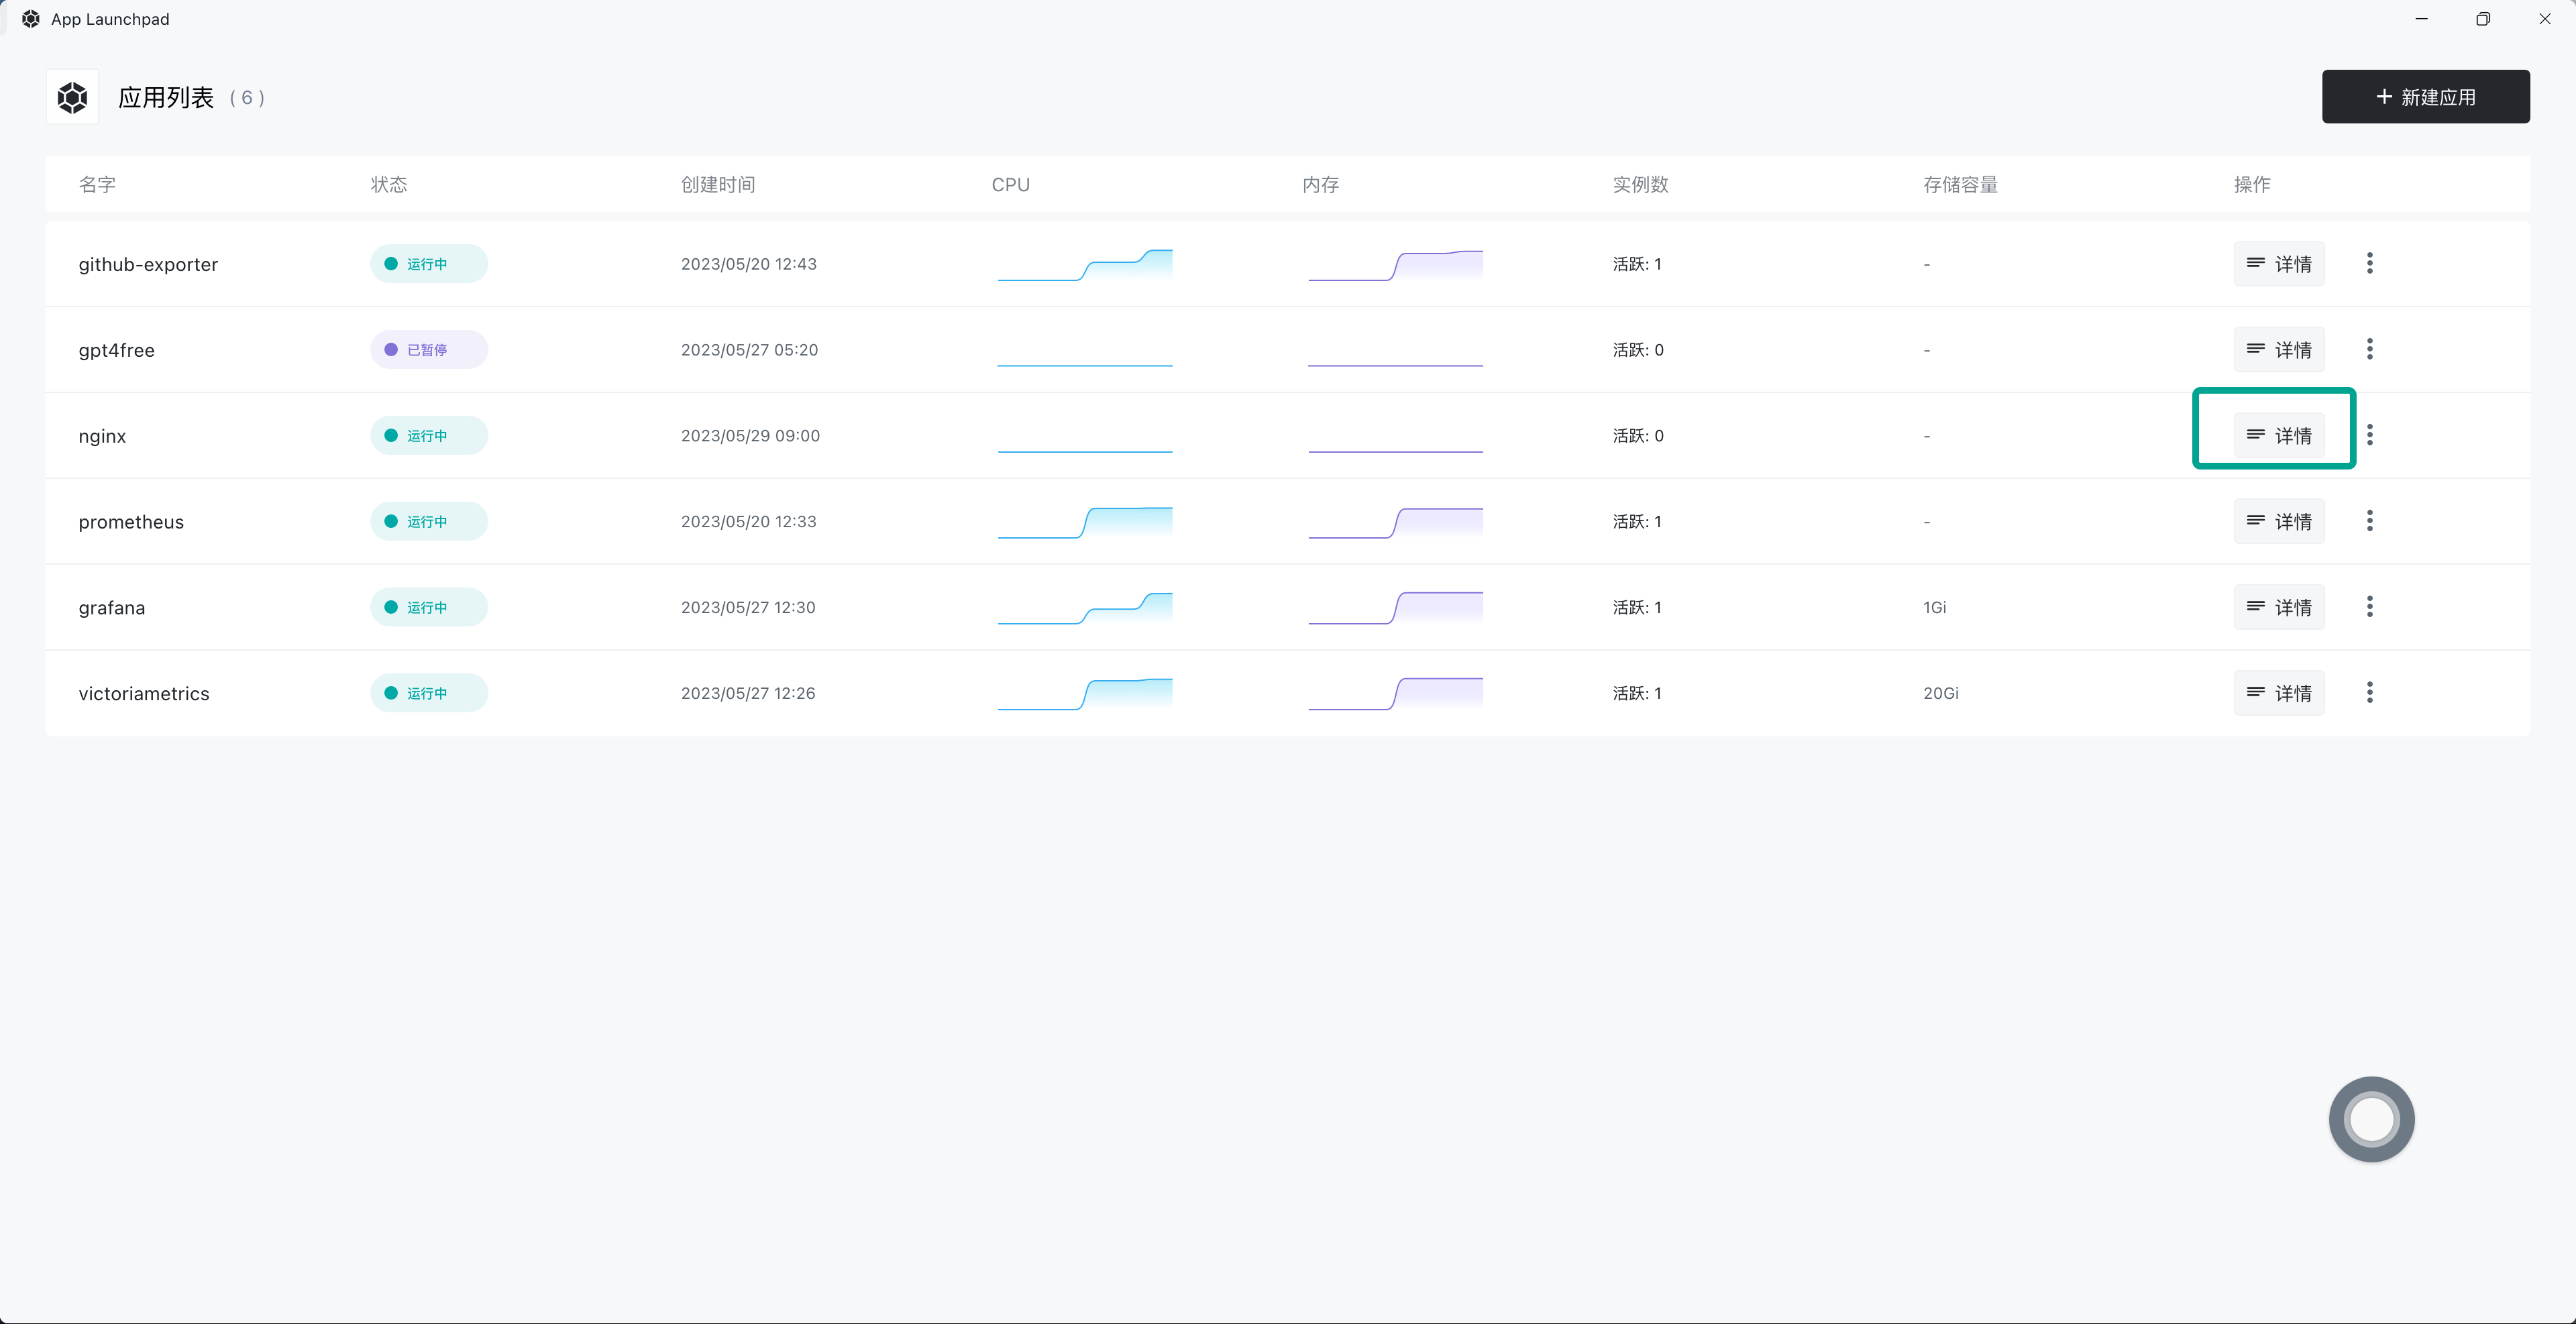 App Launchpad
应用列表 ( 6 )
+ 新建应用
名字 状态 创建时间 CPU 内存 实例数 存储容量 操作
github-exporter 运行中 2023/05/20 12:43 活跃: 1 - 详情
gpt4free 已暂停 2023/05/27 05:20 活跃: 0 - 详情
nginx 运行中 2023/05/29 09:00 活跃: 0 - 详情
prometheus 运行中 2023/05/20 12:33 活跃: 1 - 详情
grafana 运行中 2023/05/27 12:30 活跃: 1 1Gi 详情
victoriametrics 运行中 2023/05/27 12:26 活跃: 1 20Gi 详情